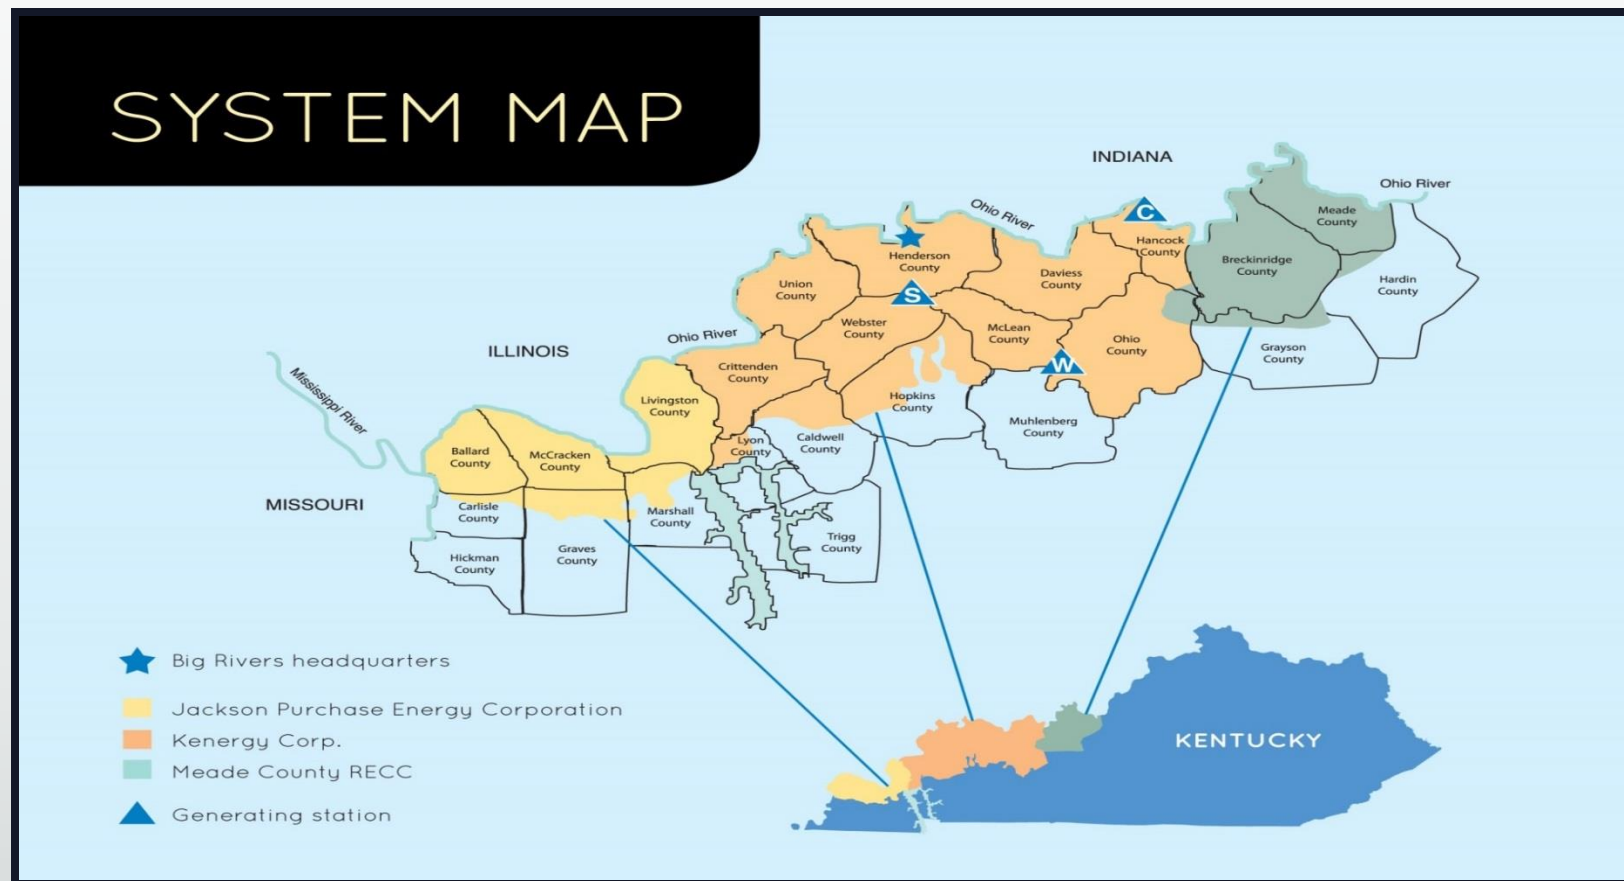 SYSTEM MAP
INDIANA
Ohio River
Ohio River
Meade
County
C
Hancock
County
Henderson
County
Breckinridge
County
Daviess
County
Hardin
County
Union
County
S
Webster
County
McLean
County
Ohio River
Ohio
County
Grayson
County
ILLINOIS
W
Crittenden
County
Mississippi River
Livingston
County
Hopkins
County
Muhlenberg
County
Lyon
County
Caldwell
County
Ballard
County
McCracken
County
MISSOURI
Carlisle
County
Marshall
County
Trigg
County
Hickman
County
Graves
County
Big Rivers headquarters
Jackson Purchase Energy Corporation
Kenergy Corp.
Meade County RECC
Generating station
KENTUCKY